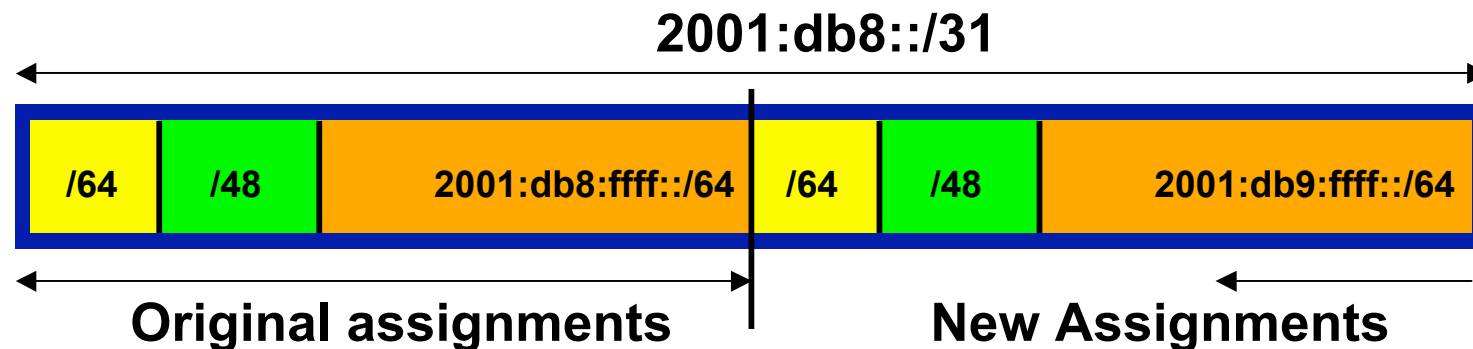 2001:db8::/31
/64 /48 2001:db8:ffff::/64 /64 /48 2001:db9:ffff::/64
Original assignments New Assignments